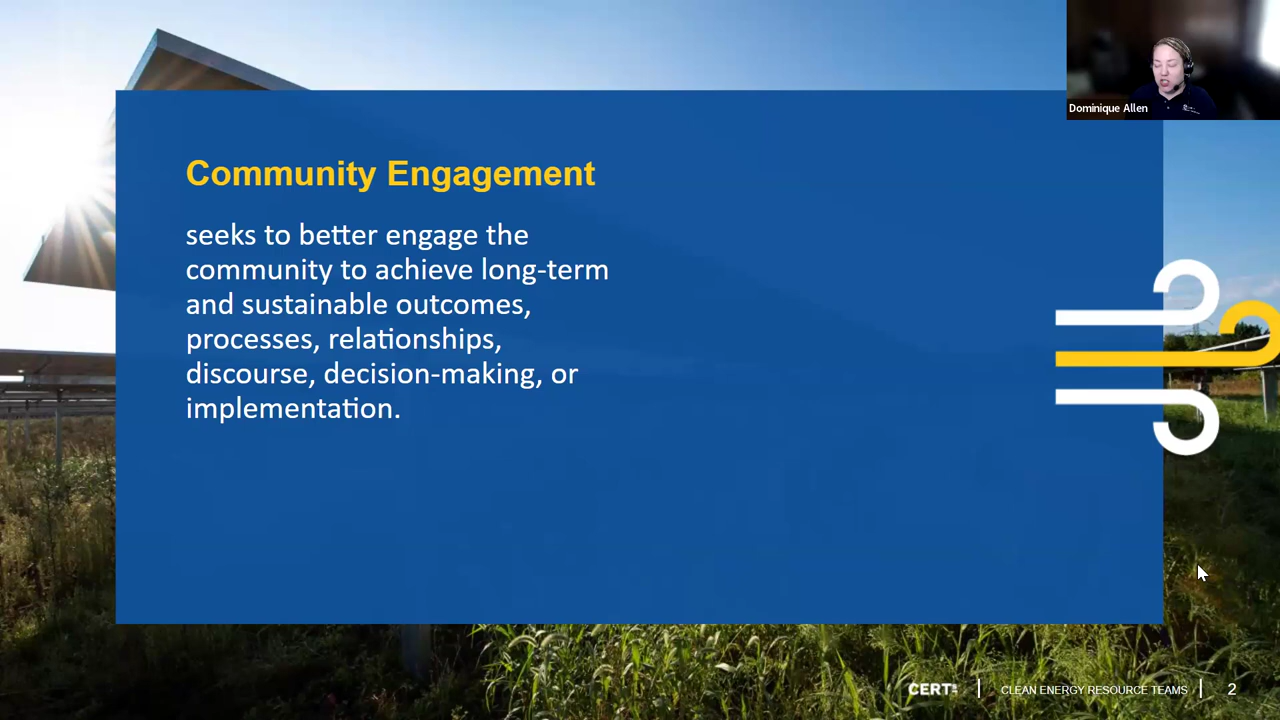 Dominique Allen
Community Engagement
seeks to better engage the
community to achieve long-term
and sustainable outcomes,
processes, relationships,
discourse, decision-making, or
implementation.
CERTs | CLEAN ENERGY RESOURCE TEAMS | 2